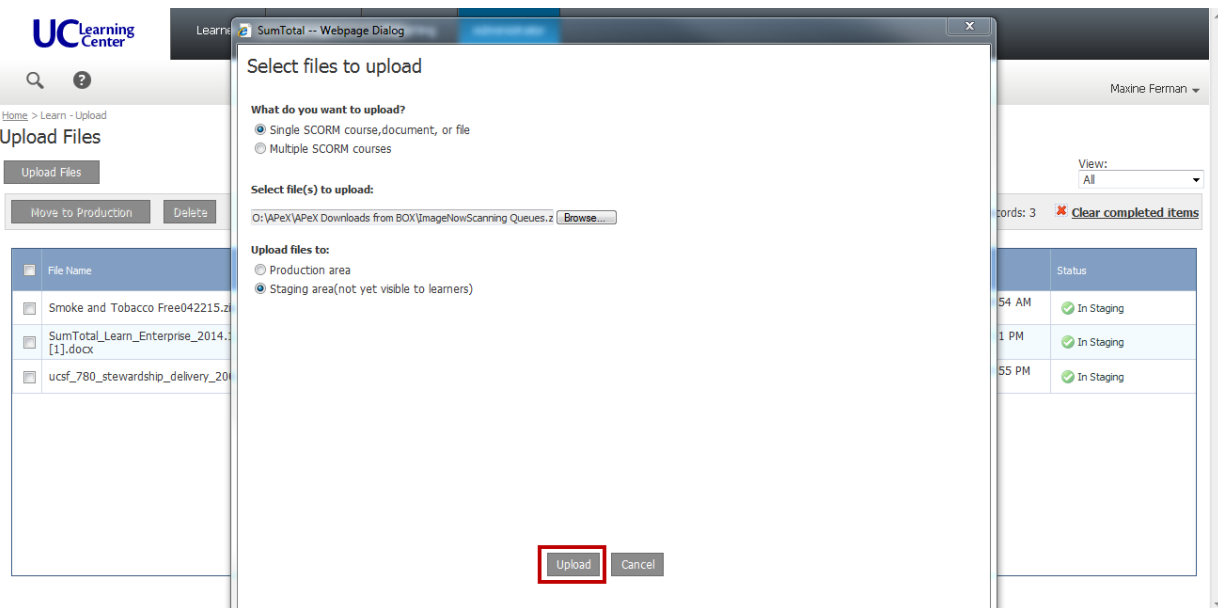 UC Learning Center
Learne
SumTotal -- Webpage Dialog
X
Select files to upload
Maxine Ferman
Home > Learn - Upload
Upload Files
Upload Files
What do you want to upload?
Single SCORM course,document, or file
Multiple SCORM courses
View:
All
Select file(s) to upload:
Move to Production
Delete
O:\APeX\APeX Downloads from BOX\ImageNowScanning Queues.z
Browse...
cords: 3
Clear completed items
Upload files to:
Production area
Staging area(not yet visible to learners)
File Name
Status
Smoke and Tobacco Free042215.zi
54 AM
In Staging
SumTotal_Learn_Enterprise_2014.
[1].docx
1 PM
In Staging
ucsf_780_stewardship_delivery_20
55 PM
In Staging
Upload
Cancel